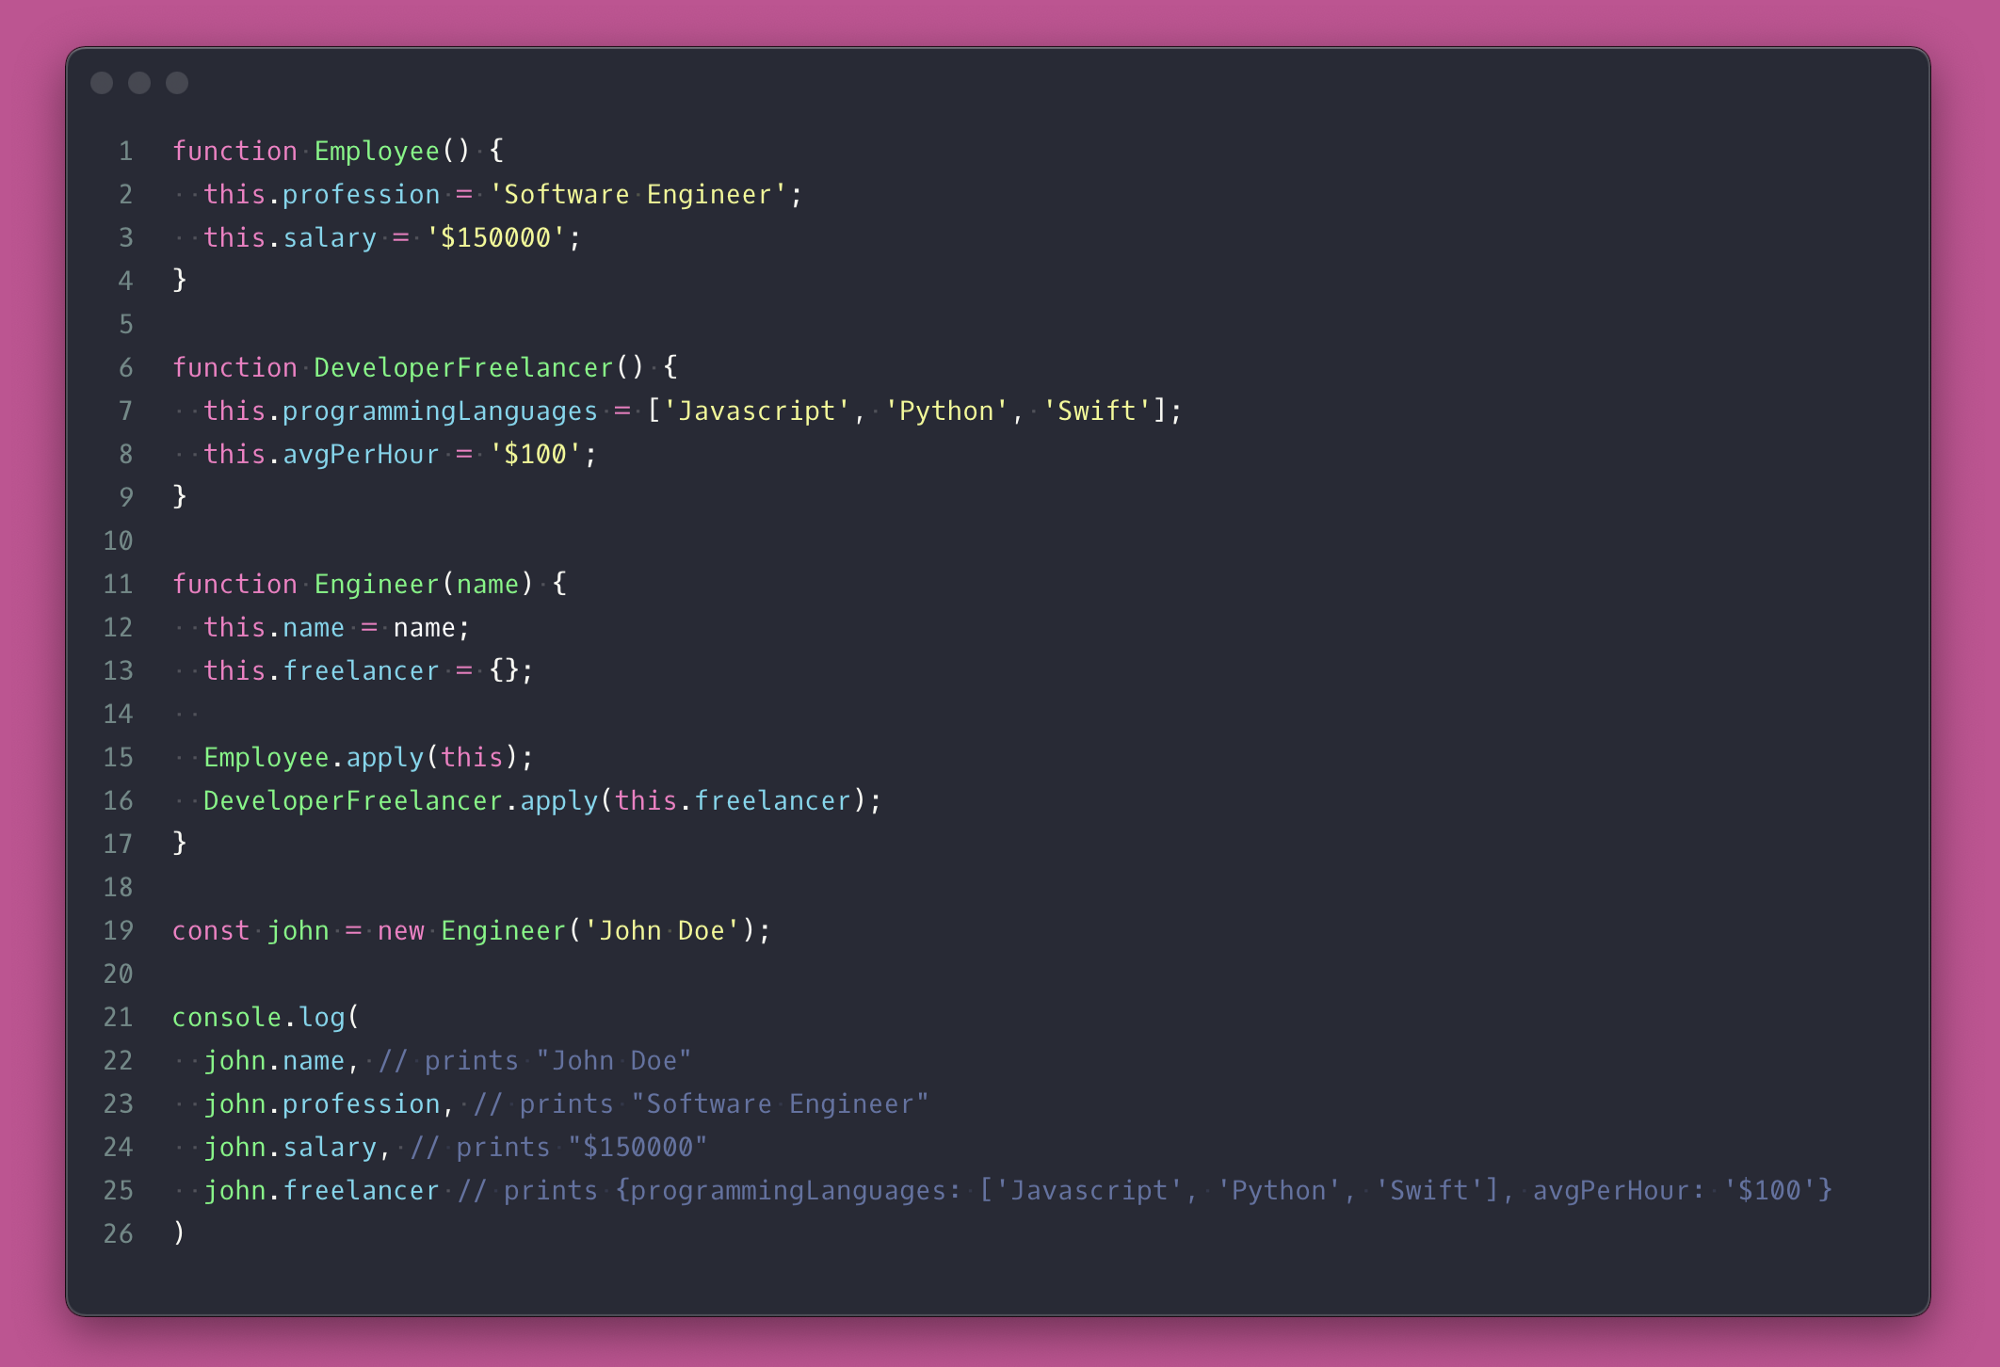 1 function Employee() {
2   this.profession = 'Software Engineer';
3   this.salary = '$150000';
4 }
5
6 function DeveloperFreelancer() {
7   this.programmingLanguages = ['Javascript', 'Python', 'Swift'];
8   this.avgPerHour = '$100';
9 }
10
11 function Engineer(name) {
12   this.name = name;
13   this.freelancer = {};
14
15   Employee.apply(this);
16   DeveloperFreelancer.apply(this.freelancer);
17 }
18
19 const john = new Engineer('John Doe');
20
21 console.log(
22   john.name, // prints "John Doe"
23   john.profession, // prints "Software Engineer"
24   john.salary, // prints "$150000"
25   john.freelancer // prints {programmingLanguages: ['Javascript', 'Python', 'Swift'], avgPerHour: '$100'}
26 )